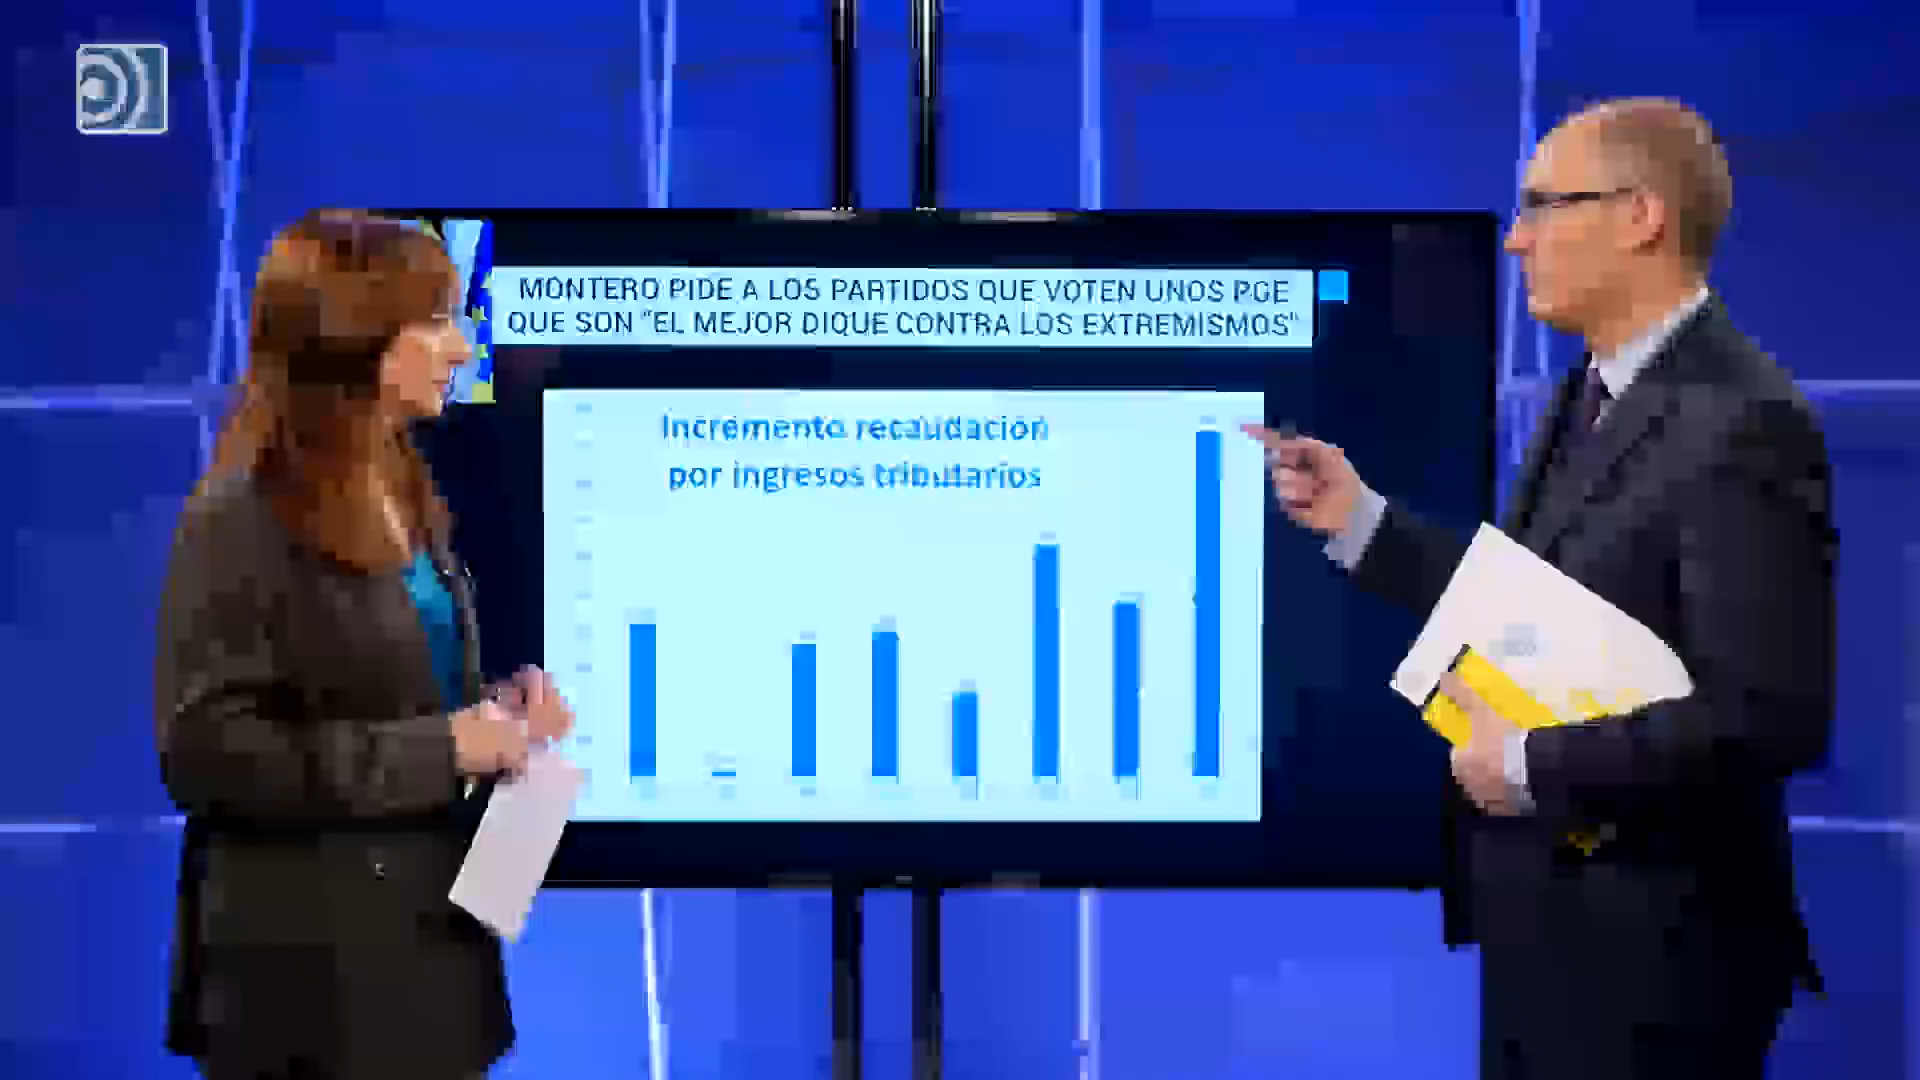 MONTERO PIDE A LOS PARTIDOS QUE VOTEN UNOS PGE
QUE SON "EL MEJOR DIQUE CONTRA LOS EXTREMISMOS"
Incremento recaudación
por ingresos tributarios